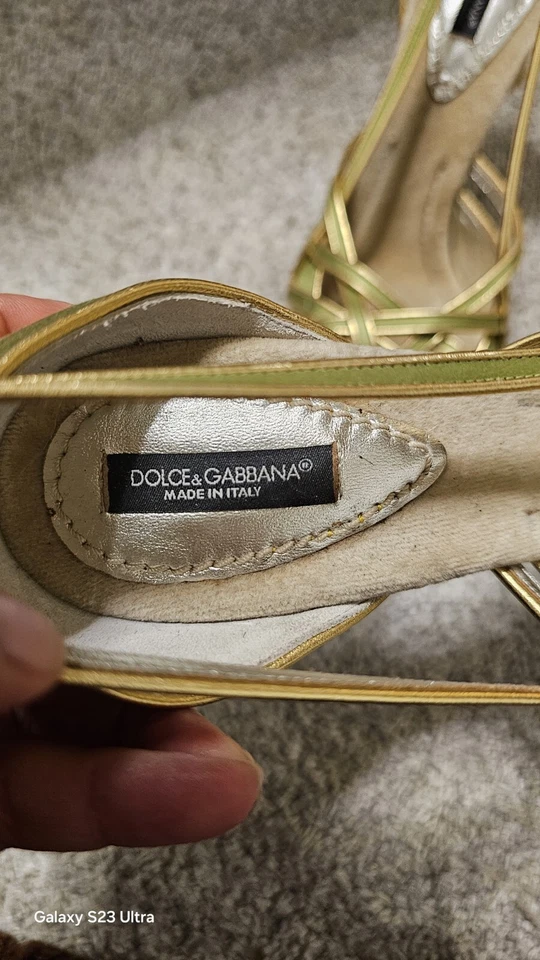 DOLCE&GABBANA®
MADE IN ITALY
Galaxy S23 Ultra